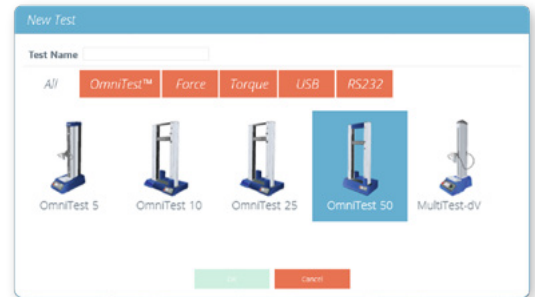 New Test
Test Name
All OmniTest™ Force Torque USB RS232
OmniTest 5 OmniTest 10 OmniTest 25 OmniTest 50 MultiTest-dV
Cancel